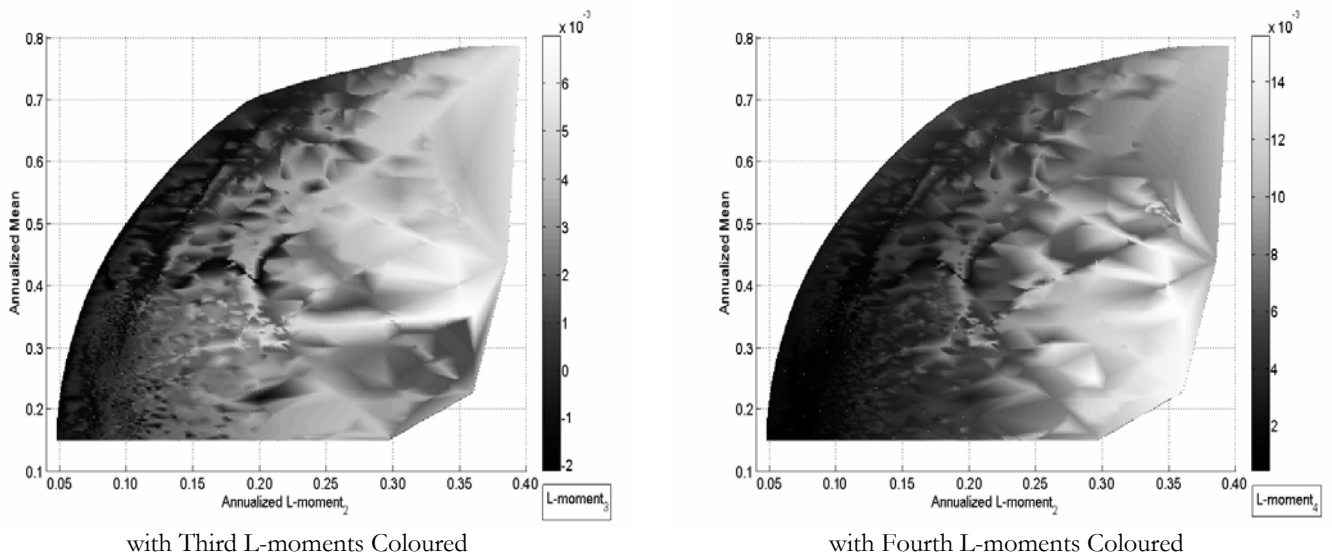 x 10⁻³
0.8
0.7
0.6
0.5
0.4
0.3
0.2
0.1
Annualized Mean
0.05 0.10 0.15 0.20 0.25 0.30 0.35 0.40
Annualized L-moment₂
6
5
4
3
2
1
0
-1
-2
L-moment₃
with Third L-moments Coloured
x 10⁻³
0.8
0.7
0.6
0.5
0.4
0.3
0.2
0.1
Annualized Mean
0.05 0.10 0.15 0.20 0.25 0.30 0.35 0.40
Annualized L-moment₂
14
12
10
8
6
4
2
L-moment₄
with Fourth L-moments Coloured